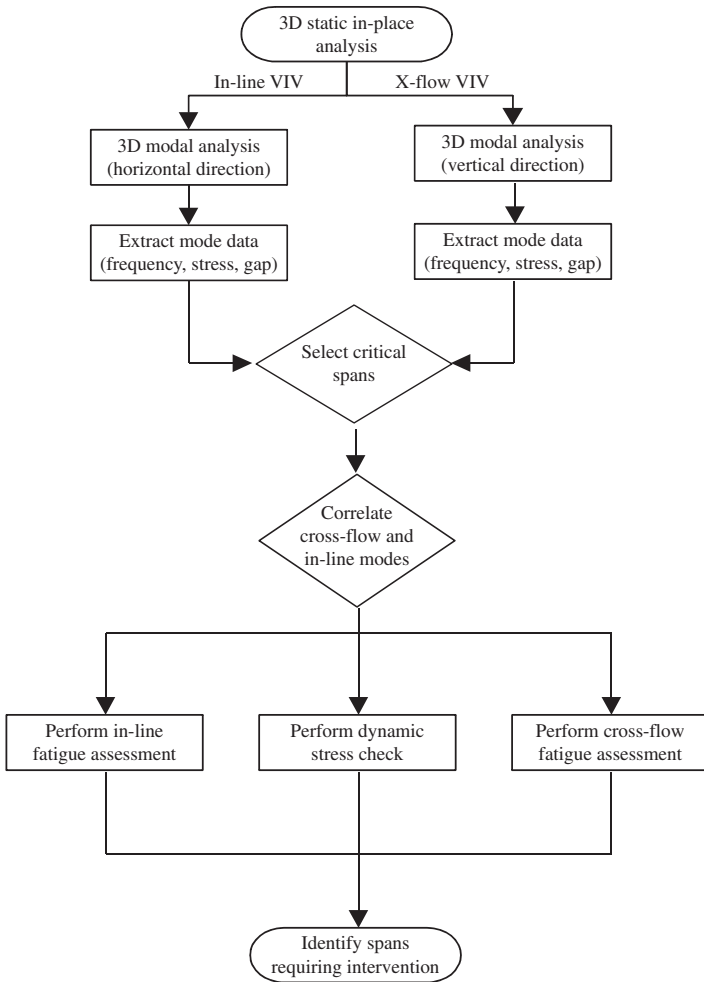 3D static in-place
analysis
In-line VIV
X-flow VIV
3D modal analysis
(horizontal direction)
3D modal analysis
(vertical direction)
Extract mode data
(frequency, stress, gap)
Extract mode data
(frequency, stress, gap)
Select critical
spans
Correlate
cross-flow and
in-line modes
Perform in-line
fatigue assessment
Perform dynamic
stress check
Perform cross-flow
fatigue assessment
Identify spans
requiring intervention